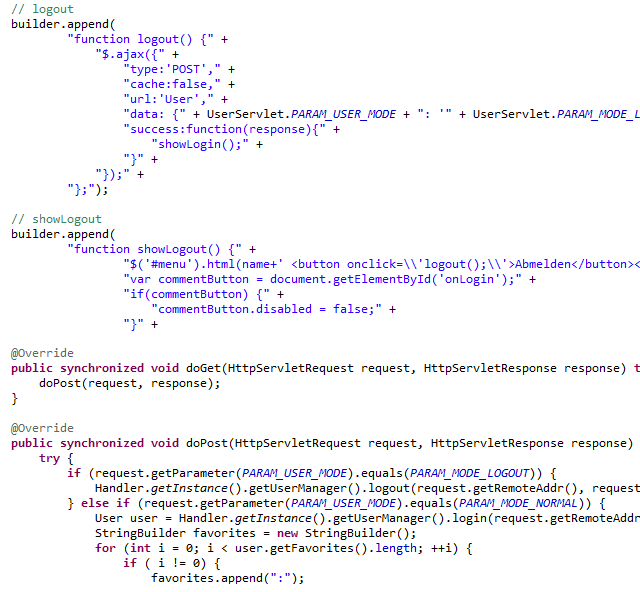 // logout
builder.append(
"function logout() {" +
"$.ajax({" +
"type:'POST'," +
"cache:false," +
"url:'User'," +
"data: {" + UserServlet.PARAM_USER_MODE + ": '" + UserServlet.PARAM_MODE_L
"success:function(response){" +
"showLogin();" +
"}" +
"});" +
"};");
// showLogout
builder.append(
"function showLogout() {" +
"$('#menu').html(name+' <button onclick=\\'logout();\\'>Abmelden</button><
"var commentButton = document.getElementById('onLogin');" +
"if(commentButton) {" +
"commentButton.disabled = false;" +
"}" +
@Override
public synchronized void doGet(HttpServletRequest request, HttpServletResponse response) t
doPost(request, response);
}
@Override
public synchronized void doPost(HttpServletRequest request, HttpServletResponse response)
try {
if (request.getParameter(PARAM_USER_MODE).equals(PARAM_MODE_LOGOUT)) {
Handler.getInstance().getUserManager().logout(request.getRemoteAddr(), request
} else if (request.getParameter(PARAM_USER_MODE).equals(PARAM_MODE_NORMAL)) {
User user = Handler.getInstance().getUserManager().login(request.getRemoteAddr
StringBuilder favorites = new StringBuilder();
for (int i = 0; i < user.getFavorites().length; ++i) {
if ( i != 0) {
favorites.append(":");